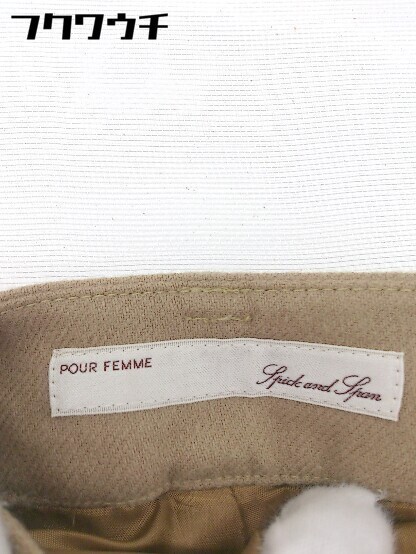 フクワウチ
POUR FEMME
Spick and Span